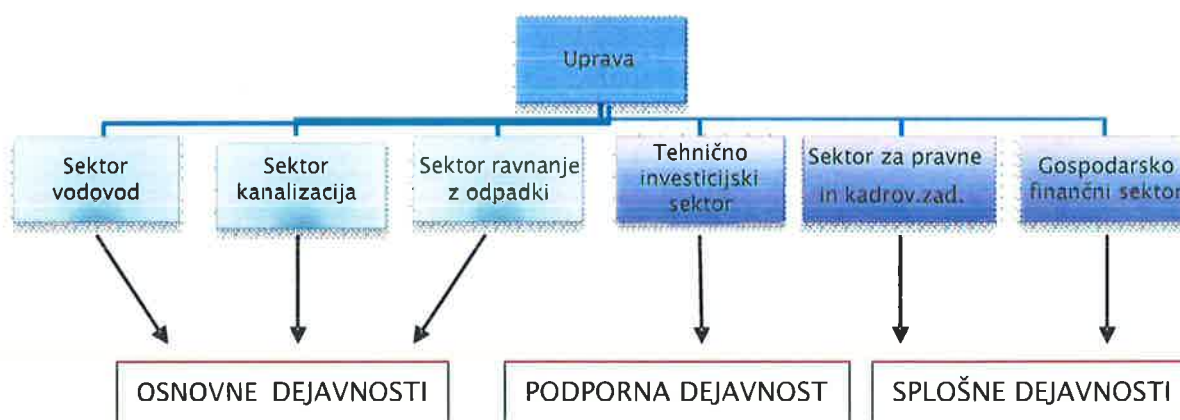 Uprava
Sektor
vodovod
Sektor
kanalizacija
Sektor ravnanje
z odpadki
Tehnično
investicijski
sektor
Sektor za pravne
in kadrov.zad.
Gospodarsko
finančni sektor
OSNOVNE DEJAVNOSTI
PODPORNA DEJAVNOST
SPLOŠNE DEJAVNOSTI